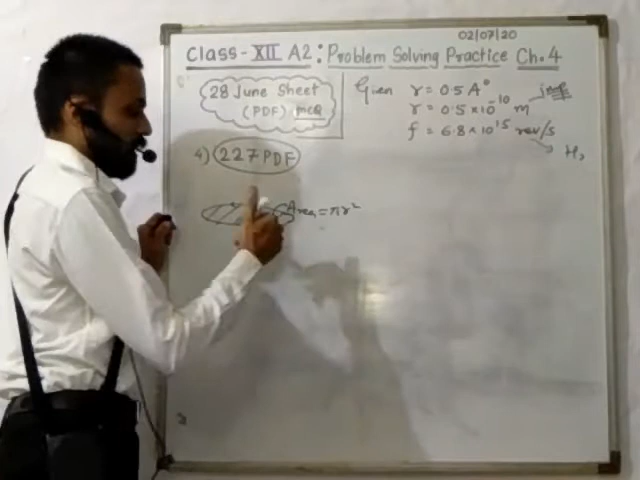 02/07/20
Class-XII A2: Problem Solving Practice Ch.4
28 June Sheet
(PDF) mcq
Given r = 0.5 A°
r = 0.5 × 10⁻¹⁰ m
f = 6.8 × 10¹⁵ rev/s
Hz
4) 227 PDF
Area = πr²